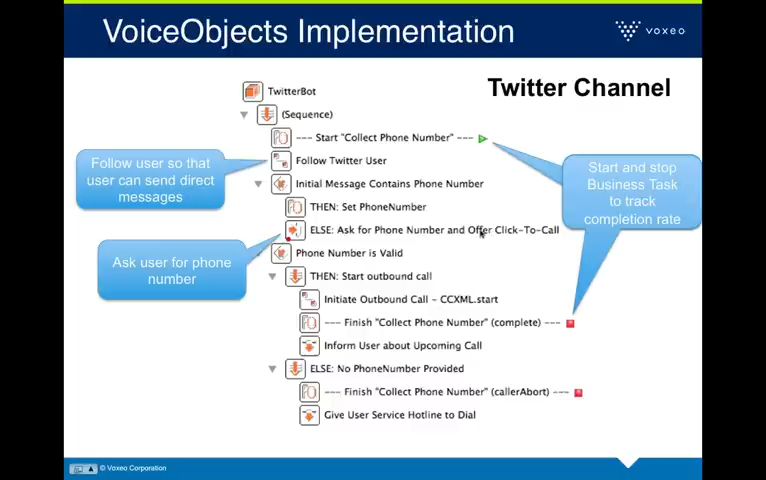 VoiceObjects Implementation
voxeo
Twitter Channel
TwitterBot
(Sequence)
--- Start "Collect Phone Number" ---
Follow Twitter User
Initial Message Contains Phone Number
THEN: Set PhoneNumber
ELSE: Ask for Phone Number and Offer Click-To-Call
Phone Number is Valid
THEN: Start outbound call
Initiate Outbound Call - CCXML.start
--- Finish "Collect Phone Number" (complete) ---
Inform User about Upcoming Call
ELSE: No PhoneNumber Provided
--- Finish "Collect Phone Number" (callerAbort) ---
Give User Service Hotline to Dial
Follow user so that
user can send direct
messages
Ask user for phone
number
Start and stop
Business Task
to track
completion rate
© Voxeo Corporation